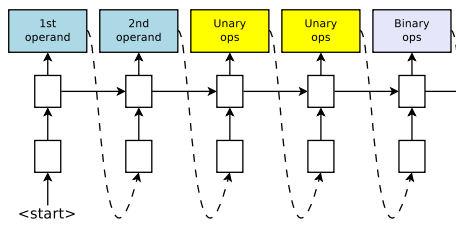 1st
operand
2nd
operand
Unary
ops
Unary
ops
Binary
ops
<start>